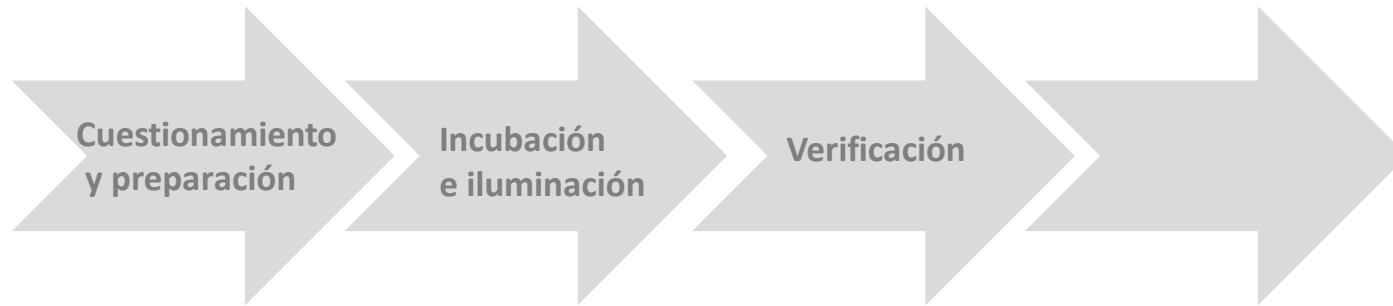 Cuestionamiento
y preparación
Incubación
e iluminación
Verificación